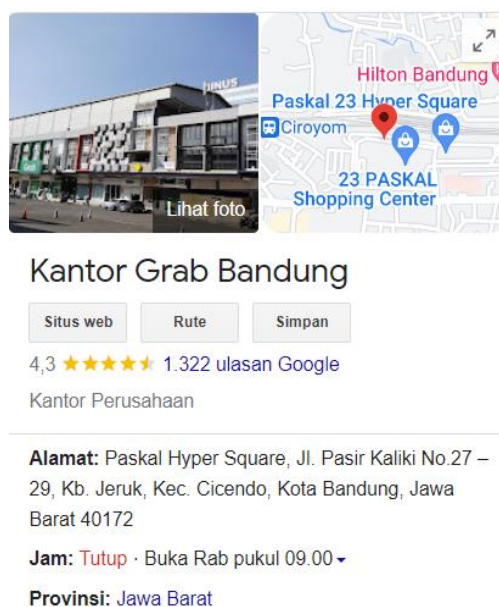 BINUS
Lihat foto
Hilton Bandung
Paskal 23 Hyper Square
Ciroyom
23 PASKAL
Shopping Center
Kantor Grab Bandung
Situs web
Rute
Simpan
4,3 1.322 ulasan Google
Kantor Perusahaan
Alamat: Paskal Hyper Square, Jl. Pasir Kaliki No.27 –
29, Kb. Jeruk, Kec. Cicendo, Kota Bandung, Jawa
Barat 40172
Jam: Tutup · Buka Rab pukul 09.00
Provinsi: Jawa Barat